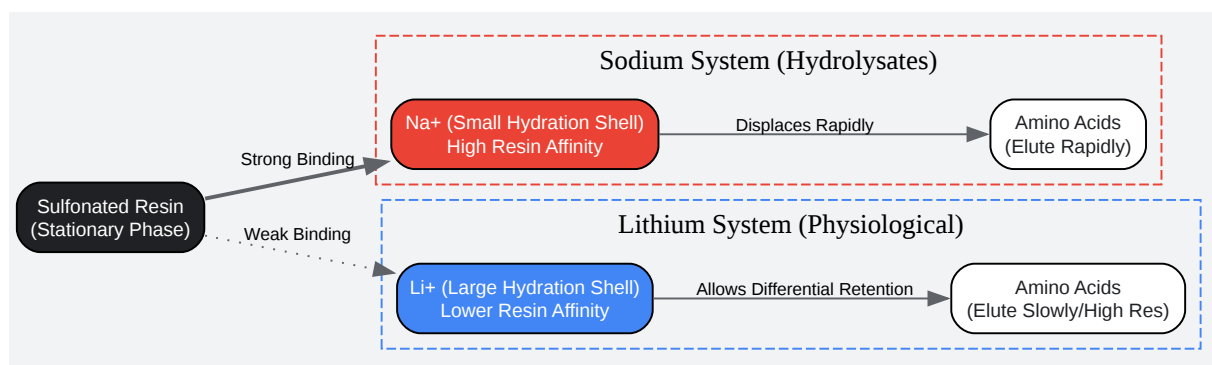 Sodium System (Hydrolysates)
Na+ (Small Hydration Shell)
High Resin Affinity
Displaces Rapidly
Amino Acids
(Elute Rapidly)
Strong Binding
Sulfonated Resin
(Stationary Phase)
Weak Binding
Lithium System (Physiological)
Li+ (Large Hydration Shell)
Lower Resin Affinity
Allows Differential Retention
Amino Acids
(Elute Slowly/High Res)